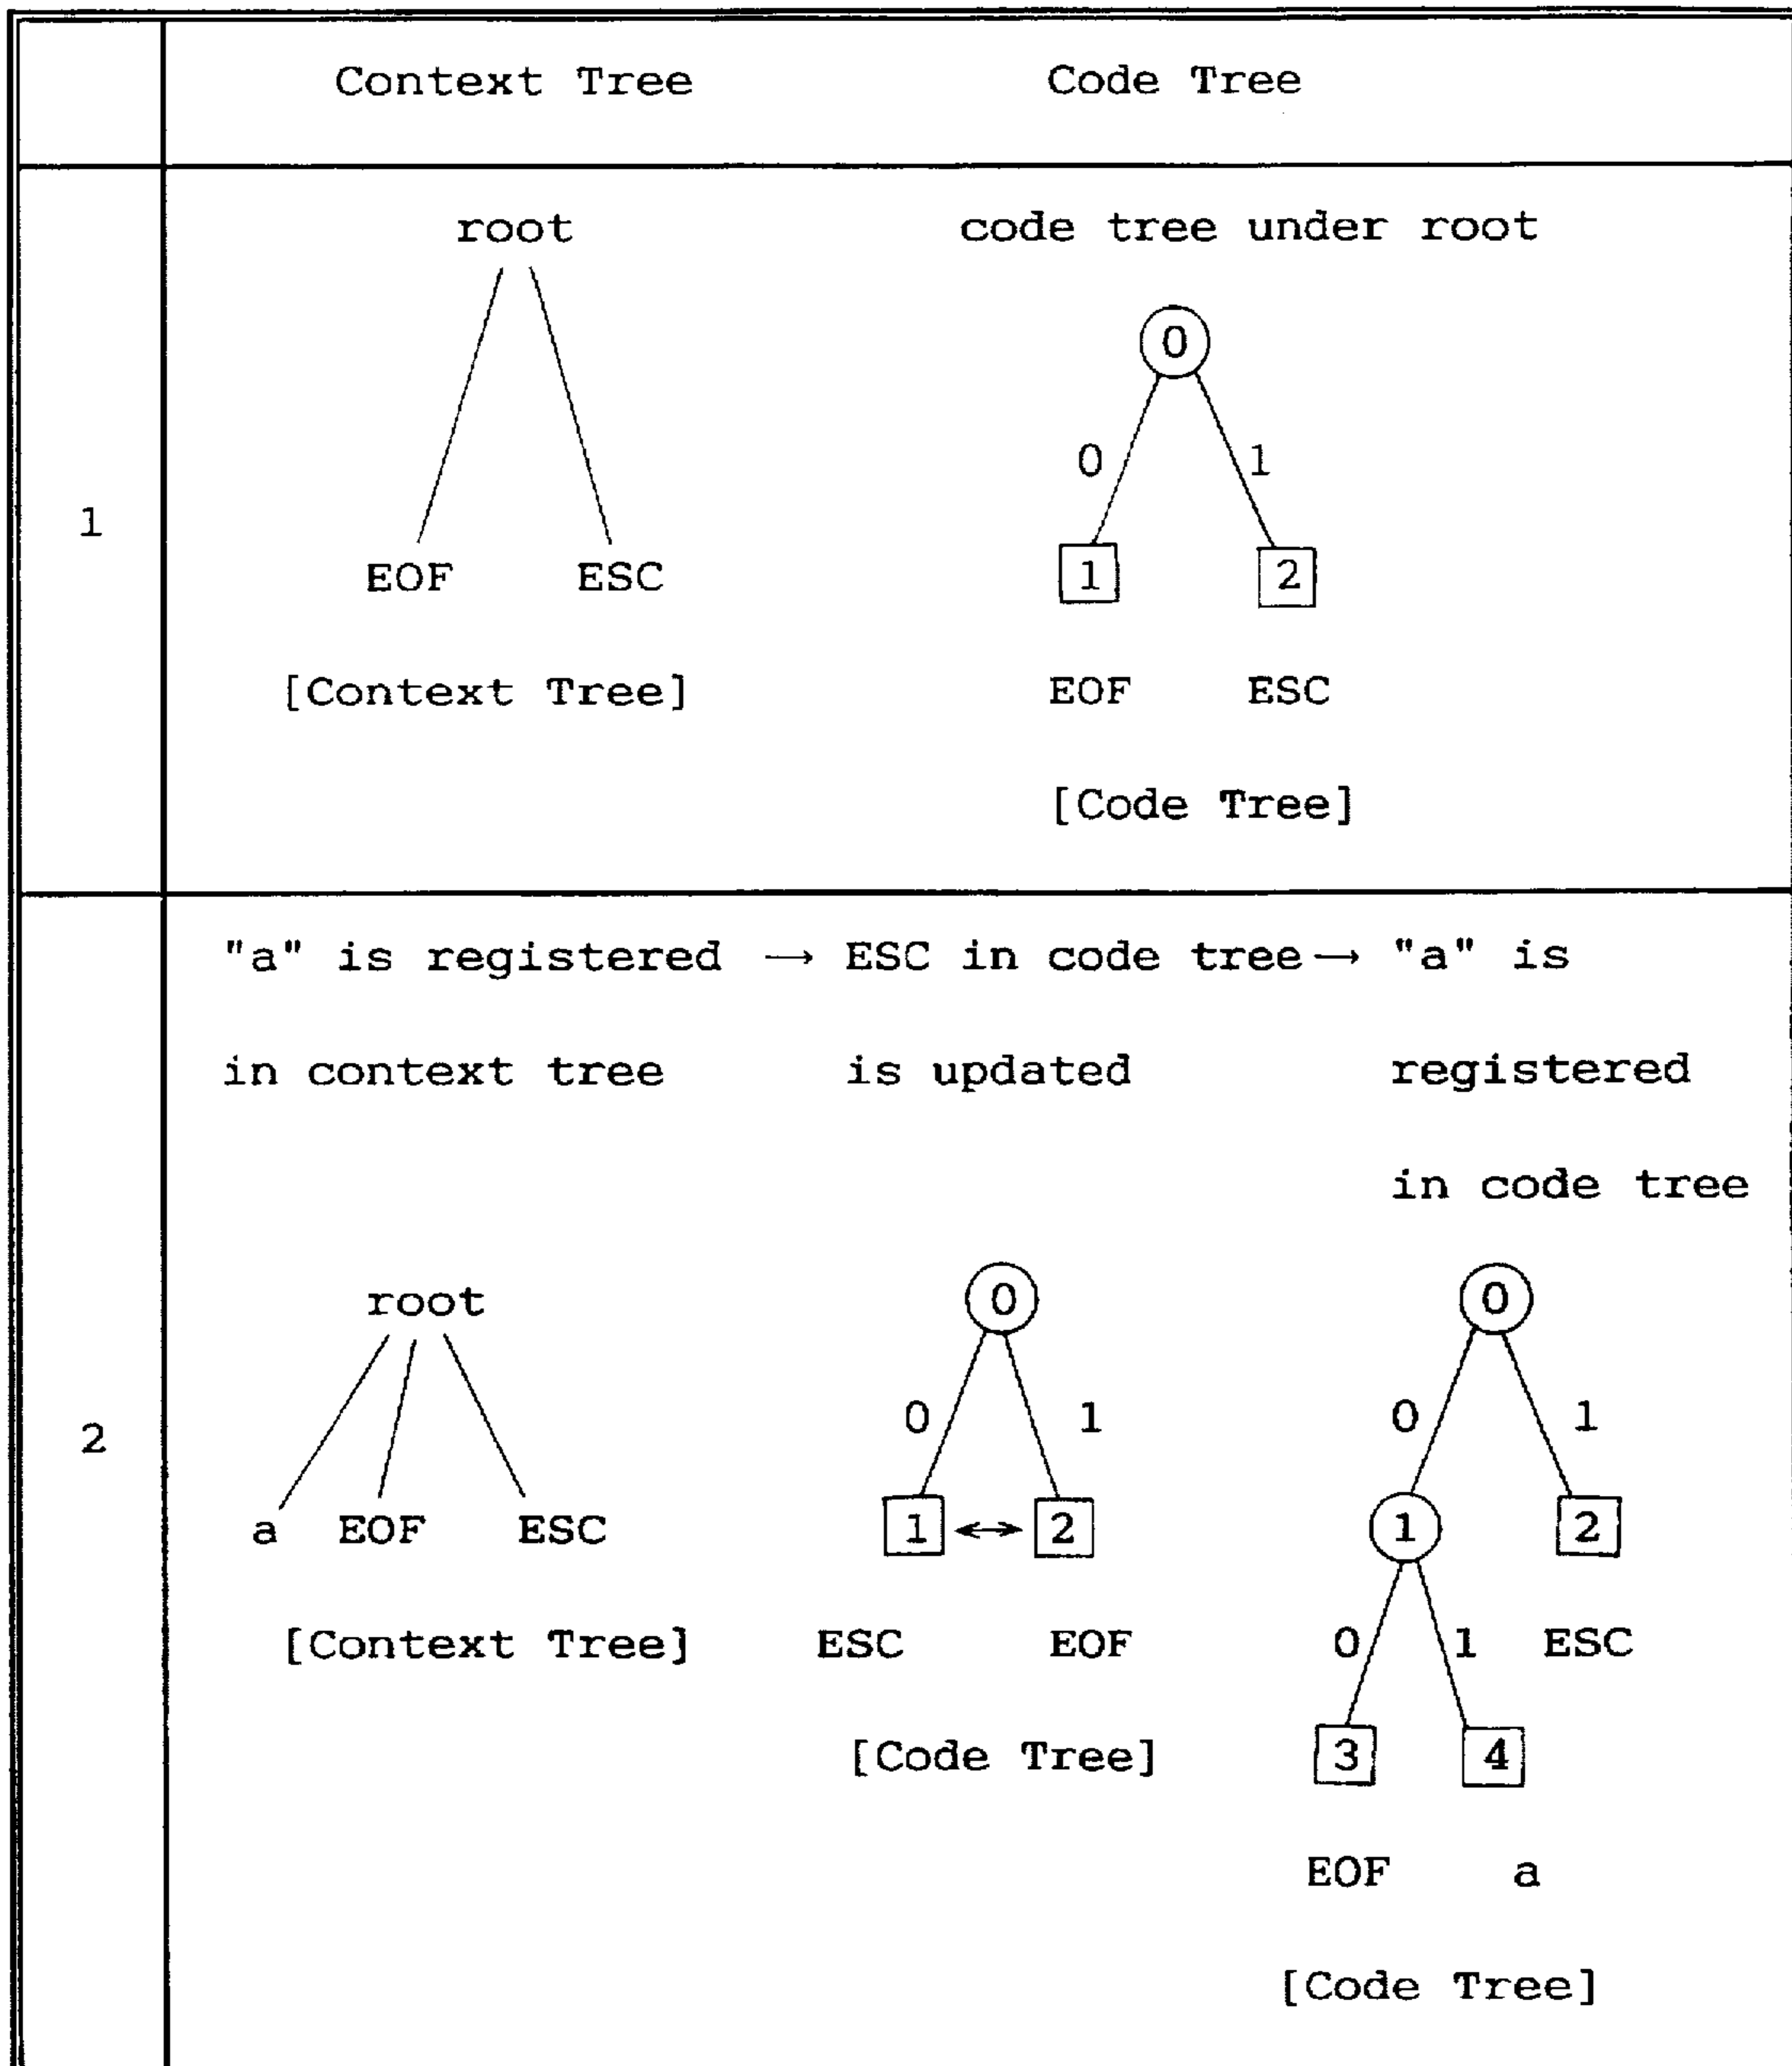 Context Tree Code Tree
root code tree under root
0
0 1
1
1 2
EOF ESC
EOF ESC
[Context Tree]
[Code Tree]
"a" is registered → ESC in code tree → "a" is
in context tree is updated registered
in code tree
root 0 0
0 1 0 1
2
a EOF ESC 1 ↔ 2 1 2
[Context Tree] ESC EOF 0 1 ESC
[Code Tree] 3 4
EOF a
[Code Tree]